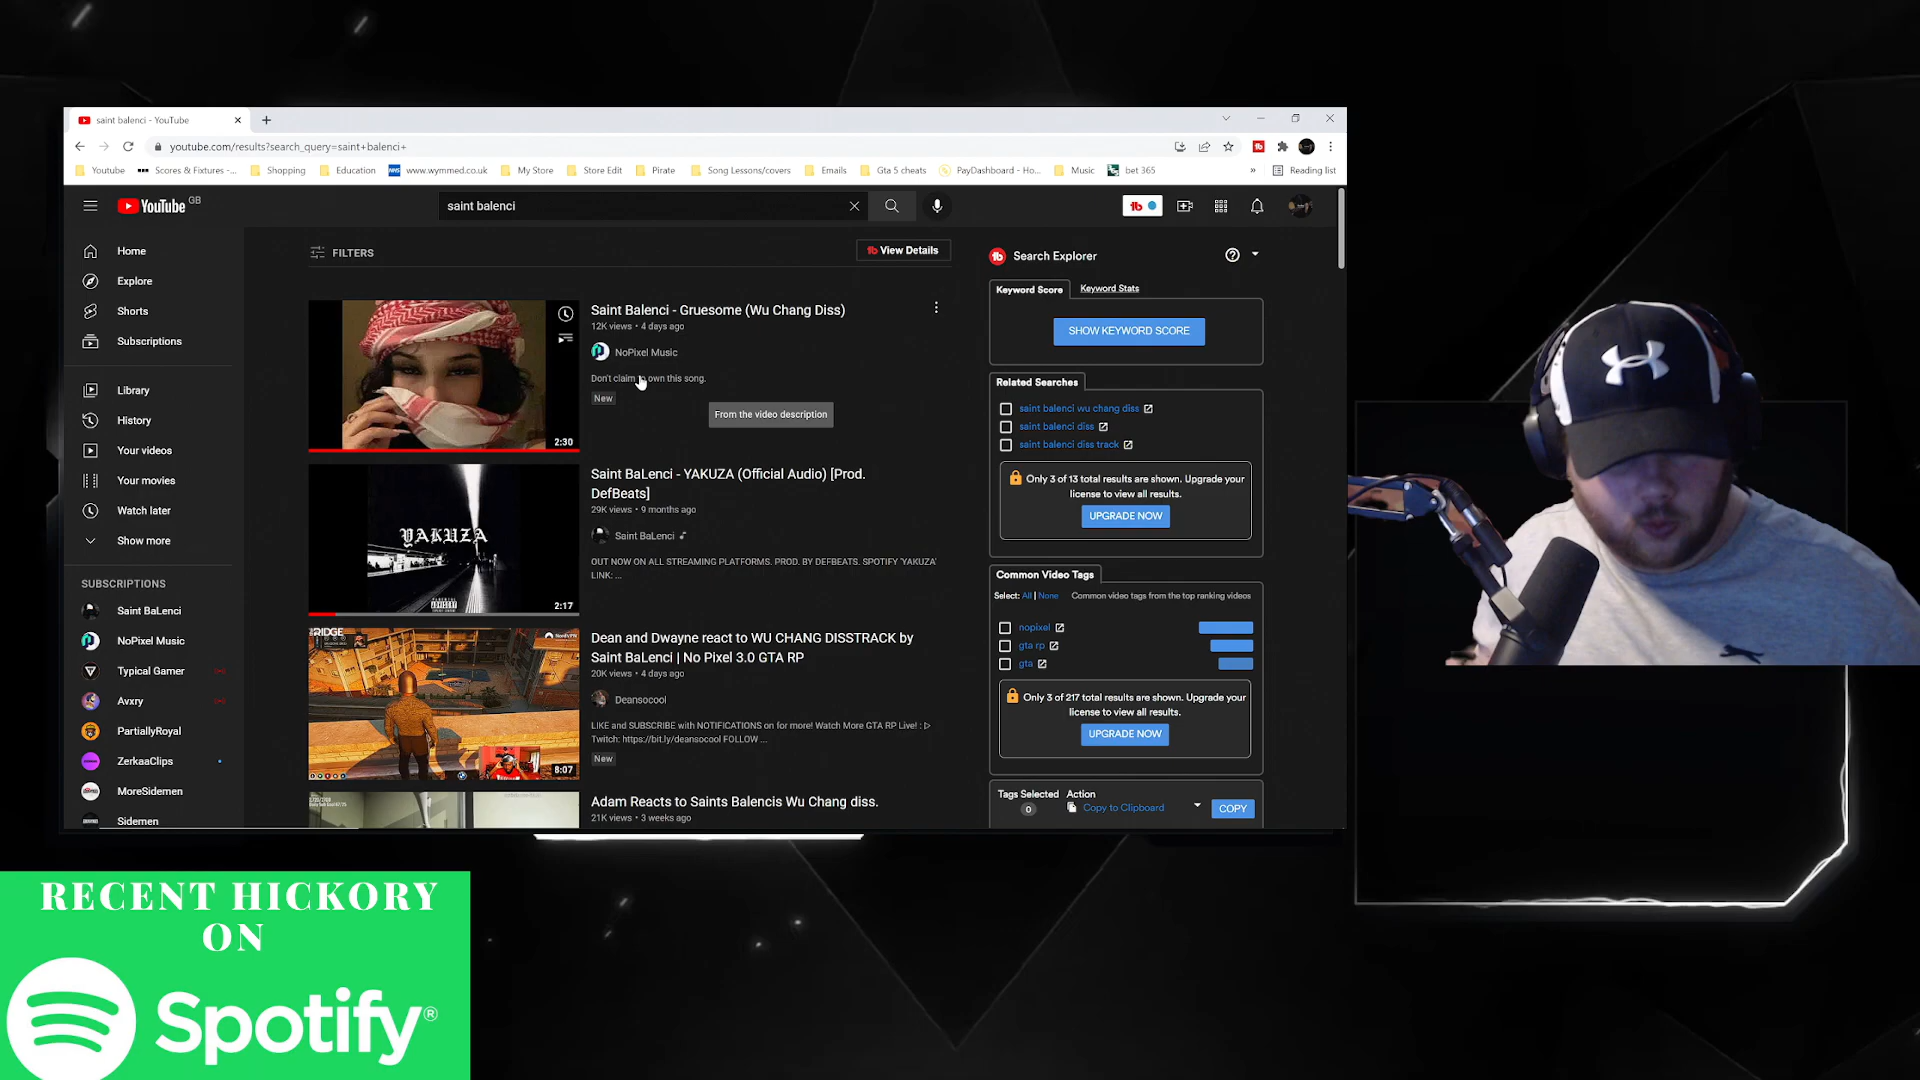 saint balenci - YouTube
youtube.com/results?search_query=saint+balenci+
Youtube
Scores & Fixtures -...
Shopping
Education
www.wymmed.co.uk
My Store
Store Edit
Pirate
Song Lessons/covers
Emails
Gta 5 cheats
PayDashboard - Ho...
Music
bet 365
»
Reading list
YouTube GB
saint balenci
Home
Explore
Shorts
Subscriptions
Library
History
Your videos
Your movies
Watch later
Show more
SUBSCRIPTIONS
Saint BaLenci
NoPixel Music
Typical Gamer
Avxry
PartiallyRoyal
ZerkaaClips
MoreSidemen
Sidemen
FILTERS
View Details
Saint Balenci - Gruesome (Wu Chang Diss)
12K views • 4 days ago
NoPixel Music
Don't claim to own this song.
New
From the video description
2:30
Saint BaLenci - YAKUZA (Official Audio) [Prod.
DefBeats]
29K views • 9 months ago
Saint BaLenci
OUT NOW ON ALL STREAMING PLATFORMS. PROD. BY DEFBEATS. SPOTIFY 'YAKUZA'
LINK: ...
YAKUZA
2:17
Dean and Dwayne react to WU CHANG DISSTRACK by
Saint BaLenci | No Pixel 3.0 GTA RP
20K views • 4 days ago
Deansocool
LIKE and SUBSCRIBE with NOTIFICATIONS on for more! Watch More GTA RP Live! : ▷
Twitch: https://bit.ly/deansocool FOLLOW ...
New
RIDGE
8:07
Adam Reacts to Saints Balencis Wu Chang diss.
21K views • 3 weeks ago
Search Explorer
Keyword Score
Keyword Stats
SHOW KEYWORD SCORE
Related Searches
saint balenci wu chang diss
saint balenci diss
saint balenci diss track
Only 3 of 13 total results are shown. Upgrade your
license to view all results.
UPGRADE NOW
Common Video Tags
Select: All | None
Common video tags from the top ranking videos
nopixel
gta rp
gta
Only 3 of 217 total results are shown. Upgrade your
license to view all results.
UPGRADE NOW
Tags Selected
0
Action
Copy to Clipboard
COPY
RECENT HICKORY
ON
Spotify®